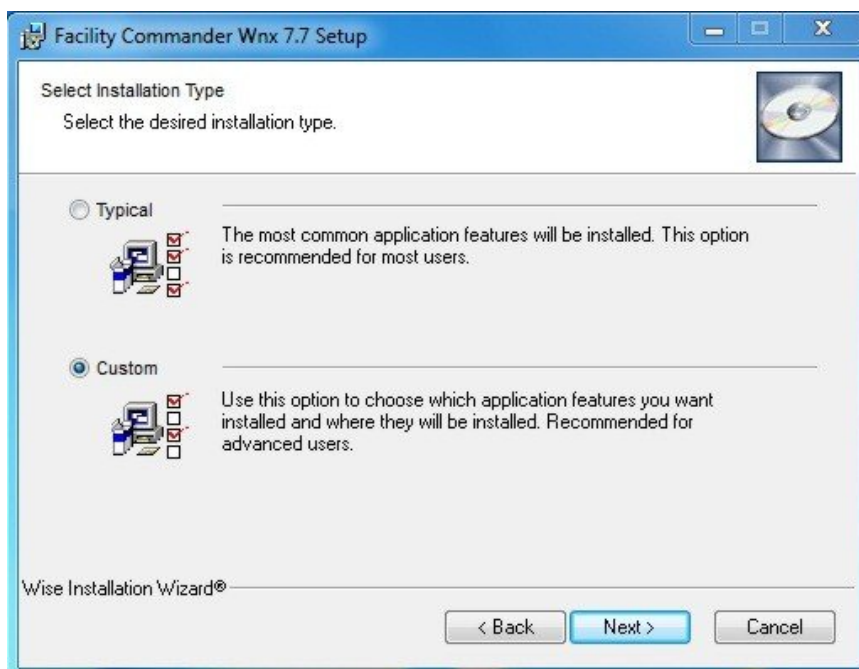 Facility Commander Wnx 7.7 Setup
Select Installation Type
Select the desired installation type.
Typical
The most common application features will be installed. This option
is recommended for most users.
Custom
Use this option to choose which application features you want
installed and where they will be installed. Recommended for
advanced users.
Wise Installation Wizard®
< Back
Next >
Cancel